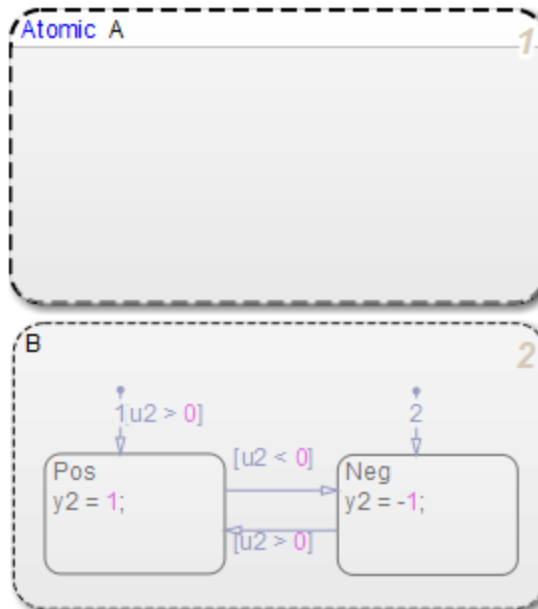 Atomic A
1
B
2
1[u2 > 0]
2
[u2 < 0]
Pos
y2 = 1;
Neg
y2 = -1;
[u2 > 0]